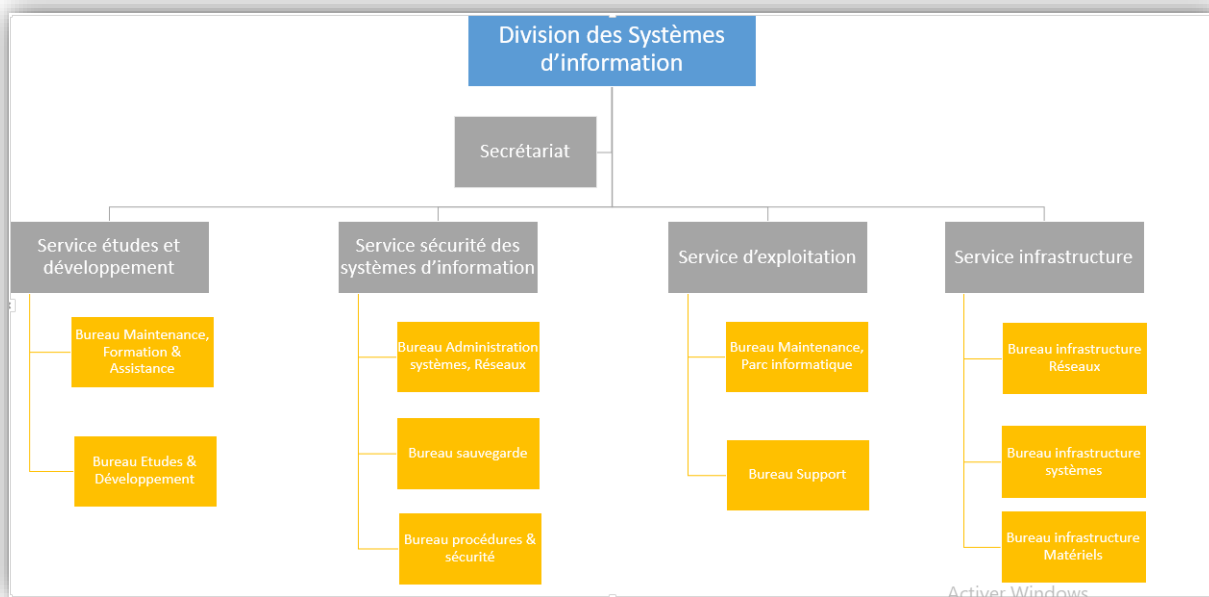 Division des Systèmes
d'information
Secrétariat
Service études et
développement
Service sécurité des
systèmes d'information
Service d'exploitation
Service infrastructure
Bureau Maintenance,
Formation &
Assistance
Bureau Etudes &
Développement
Bureau Administration
systèmes, Réseaux
Bureau sauvegarde
Bureau procédures &
sécurité
Bureau Maintenance,
Parc informatique
Bureau Support
Bureau infrastructure
Réseaux
Bureau infrastructure
systèmes
Bureau infrastructure
Matériels
Activer Windows